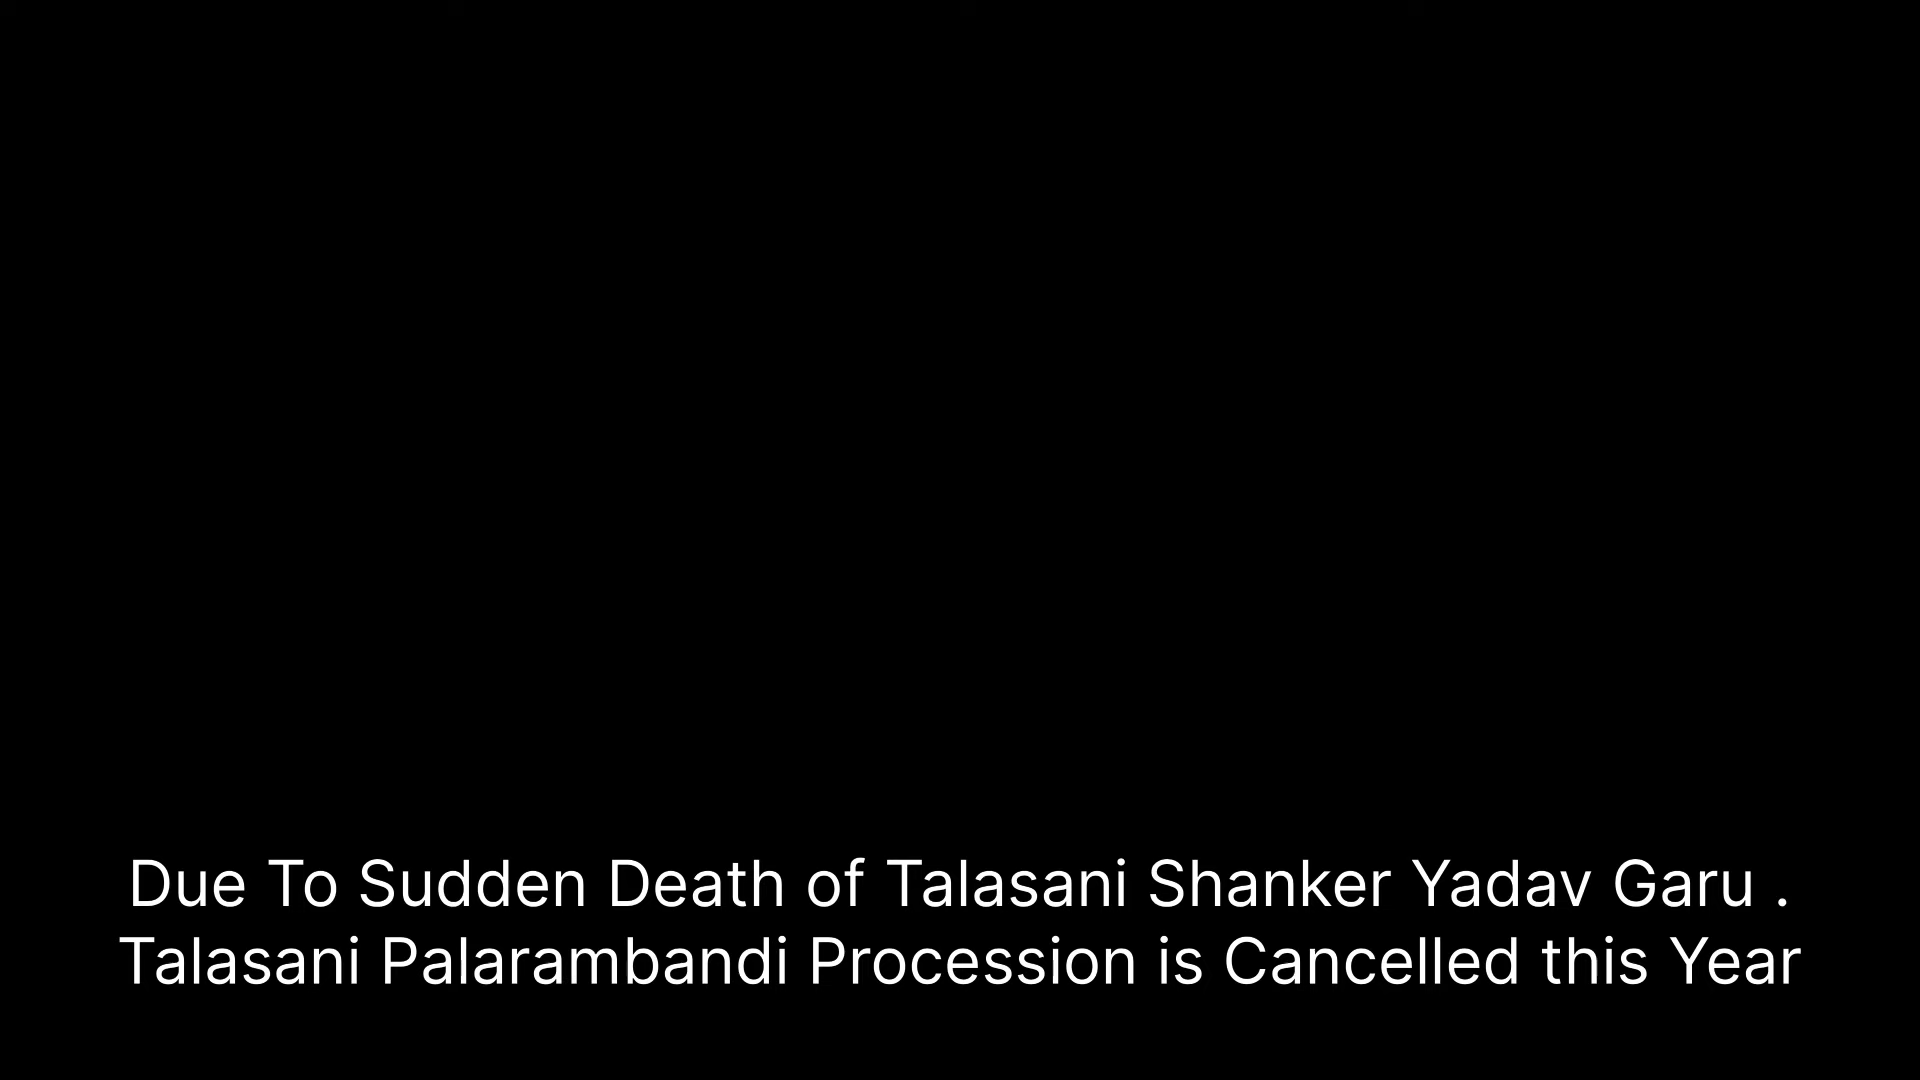 Due To Sudden Death of Talasani Shanker Yadav Garu .
Talasani Palarambandi Procession is Cancelled this Year